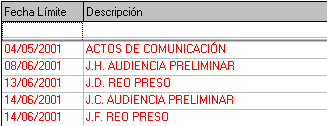 Fecha Límite Descripción
04/05/2001 ACTOS DE COMUNICACIÓN
08/06/2001 J.H. AUDIENCIA PRELIMINAR
13/06/2001 J.D. REO PRESO
14/06/2001 J.C. AUDIENCIA PRELIMINAR
14/06/2001 J.F. REO PRESO